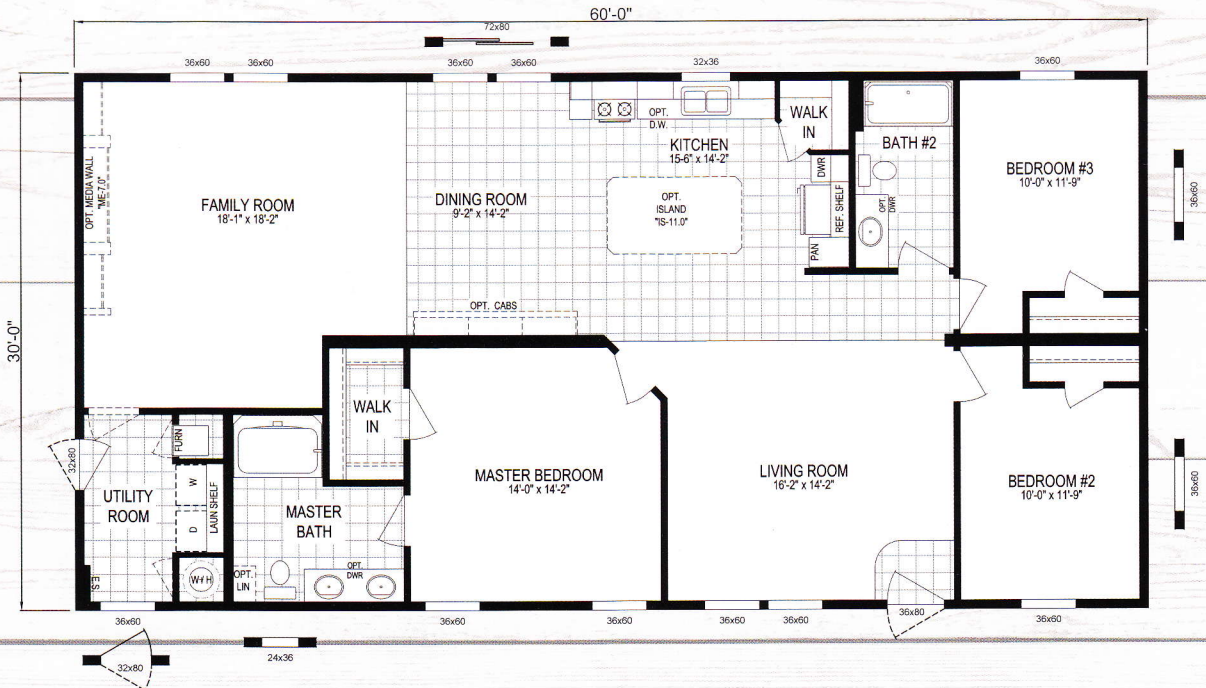 60'-0"
72x80
36x60
36x60
36x60
36x60
32x36
36x60
30'-0"
OPT. MEDIA WALL
"ME-7.0"
FAMILY ROOM
18'-1" x 18'-2"
DINING ROOM
9'-2" x 14'-2"
OPT.
D.W.
KITCHEN
15'-6" x 14'-2"
OPT.
ISLAND
"IS-11.0"
WALK
IN
DWR
REF. SHELF
PAN
BATH #2
OPT.
DWR
BEDROOM #3
10'-0" x 11'-9"
36x60
OPT. CABS
WALK
IN
FURN
32x80
UTILITY
ROOM
W
D
LAUN SHELF
W/H
E.S
MASTER
BATH
OPT.
LIN
OPT.
DWR
MASTER BEDROOM
14'-0" x 14'-2"
LIVING ROOM
16'-2" x 14'-2"
BEDROOM #2
10'-0" x 11'-9"
36x60
36x60
36x60
36x60
36x60
36x60
36x80
36x60
32x80
24x36